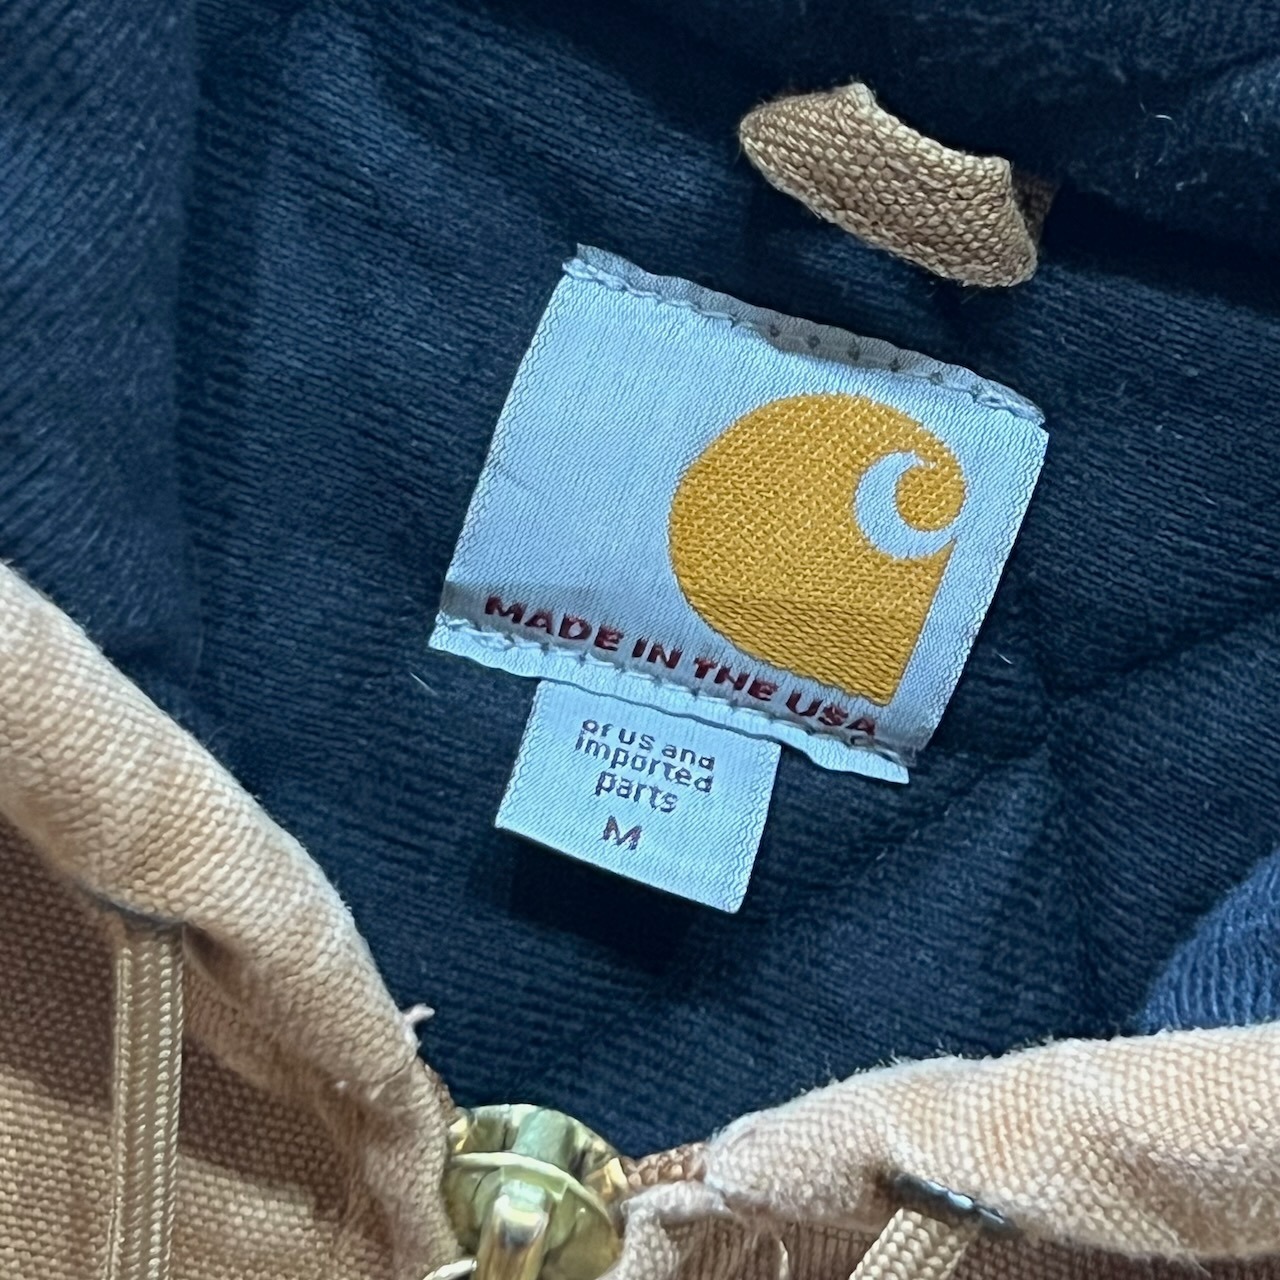 MADE IN THE USA
of US and
imported
parts
M